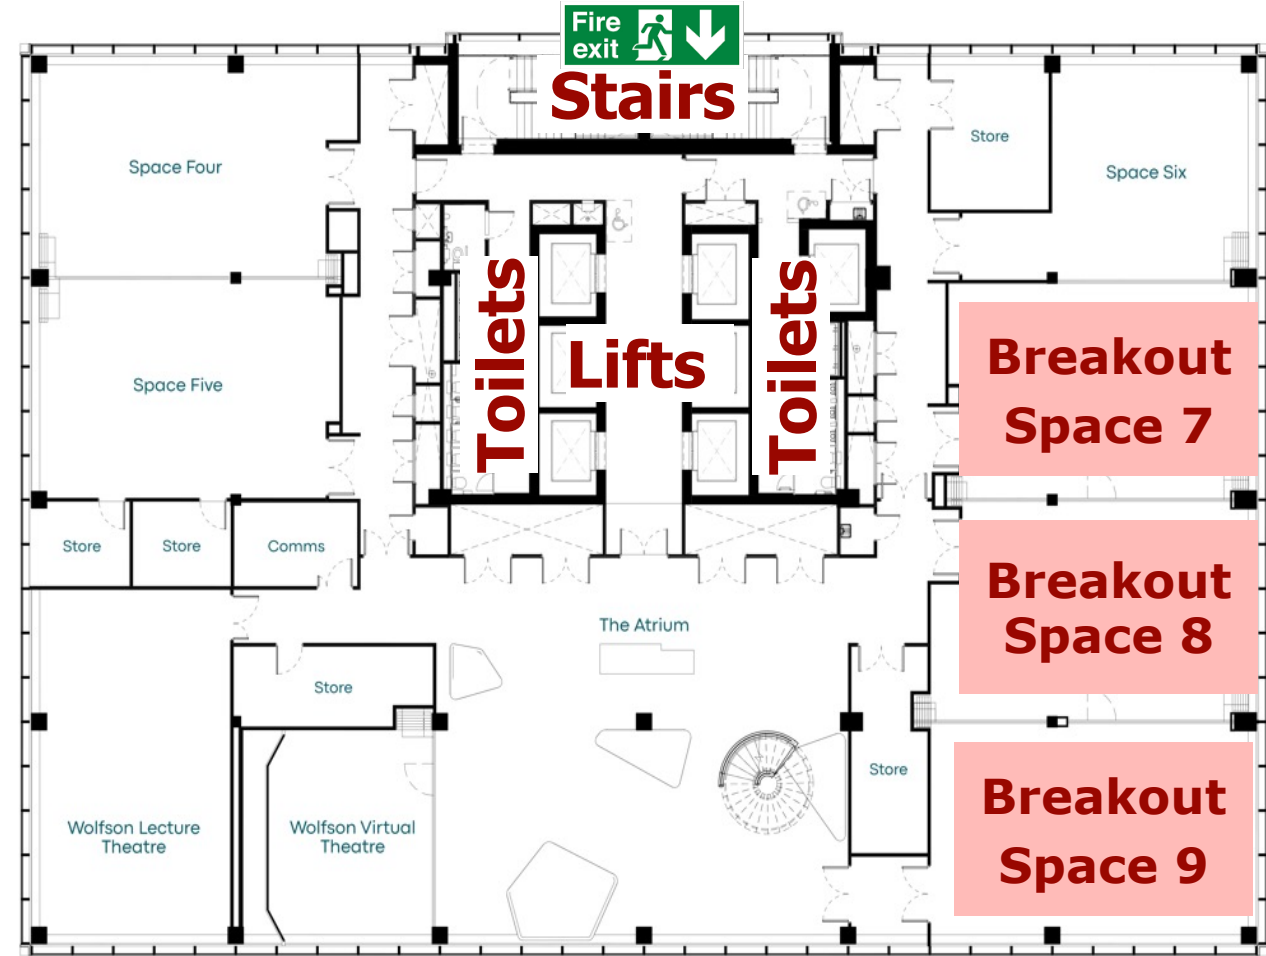 Fire
exit
Stairs
Space Four
Store
Space Six
Toilets
Lifts
Toilets
Space Five
Breakout
Space 7
Store
Store
Comms
Breakout
Space 8
The Atrium
Store
Store
Breakout
Space 9
Wolfson Lecture
Theatre
Wolfson Virtual
Theatre